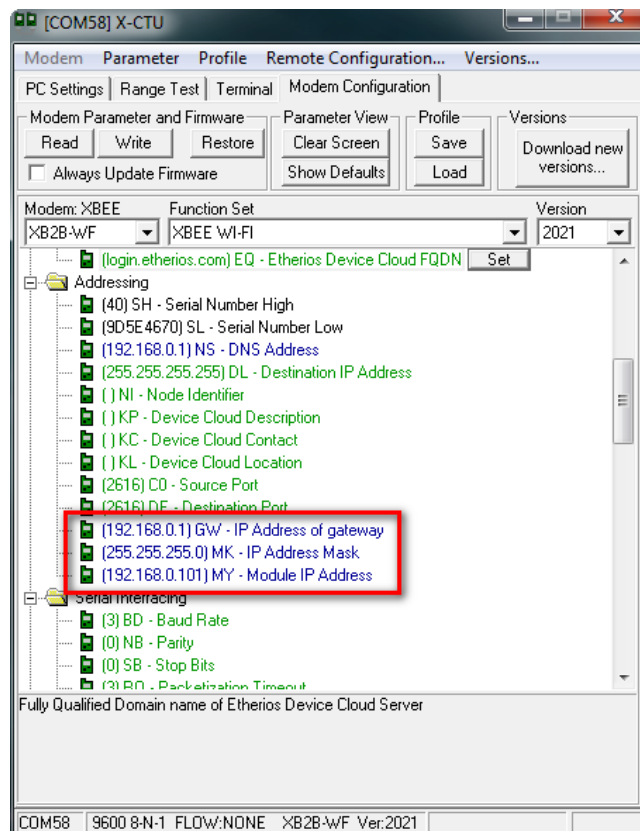 [COM58] X-CTU
Modem Parameter Profile Remote Configuration... Versions...
PC Settings Range Test Terminal Modem Configuration
Modem Parameter and Firmware Parameter View Profile Versions
Read Write Restore Clear Screen Save Download new versions...
Always Update Firmware Show Defaults Load
Modem: XBEE Function Set Version
XB2B-WF XBEE WI-FI 2021
(login.etherios.com) EQ - Etherios Device Cloud FQDN Set
Addressing
(40) SH - Serial Number High
(9D5E4670) SL - Serial Number Low
(192.168.0.1) NS - DNS Address
(255.255.255.255) DL - Destination IP Address
( ) NI - Node Identifier
( ) KP - Device Cloud Description
( ) KC - Device Cloud Contact
( ) KL - Device Cloud Location
(2616) C0 - Source Port
(2616) DE - Destination Port
(192.168.0.1) GW - IP Address of gateway
(255.255.255.0) MK - IP Address Mask
(192.168.0.101) MY - Module IP Address
Serial Interfacing
(3) BD - Baud Rate
(0) NB - Parity
(0) SB - Stop Bits
(3) RO - Packetization Timeout
Fully Qualified Domain name of Etherios Device Cloud Server
COM58 9600 8-N-1 FLOW:NONE XB2B-WF Ver:2021